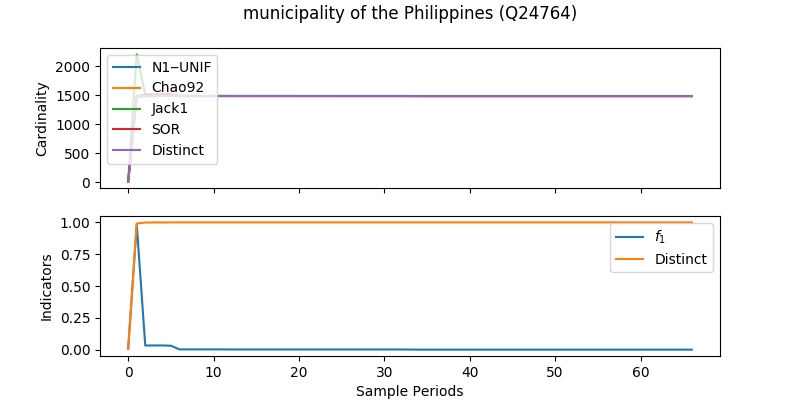 municipality of the Philippines (Q24764)
2000
1500
1000
500
0
Cardinality
N1−UNIF
Chao92
Jack1
SOR
Distinct
1.00
0.75
0.50
0.25
0.00
Indicators
f1
Distinct
0 10 20 30 40 50 60
Sample Periods